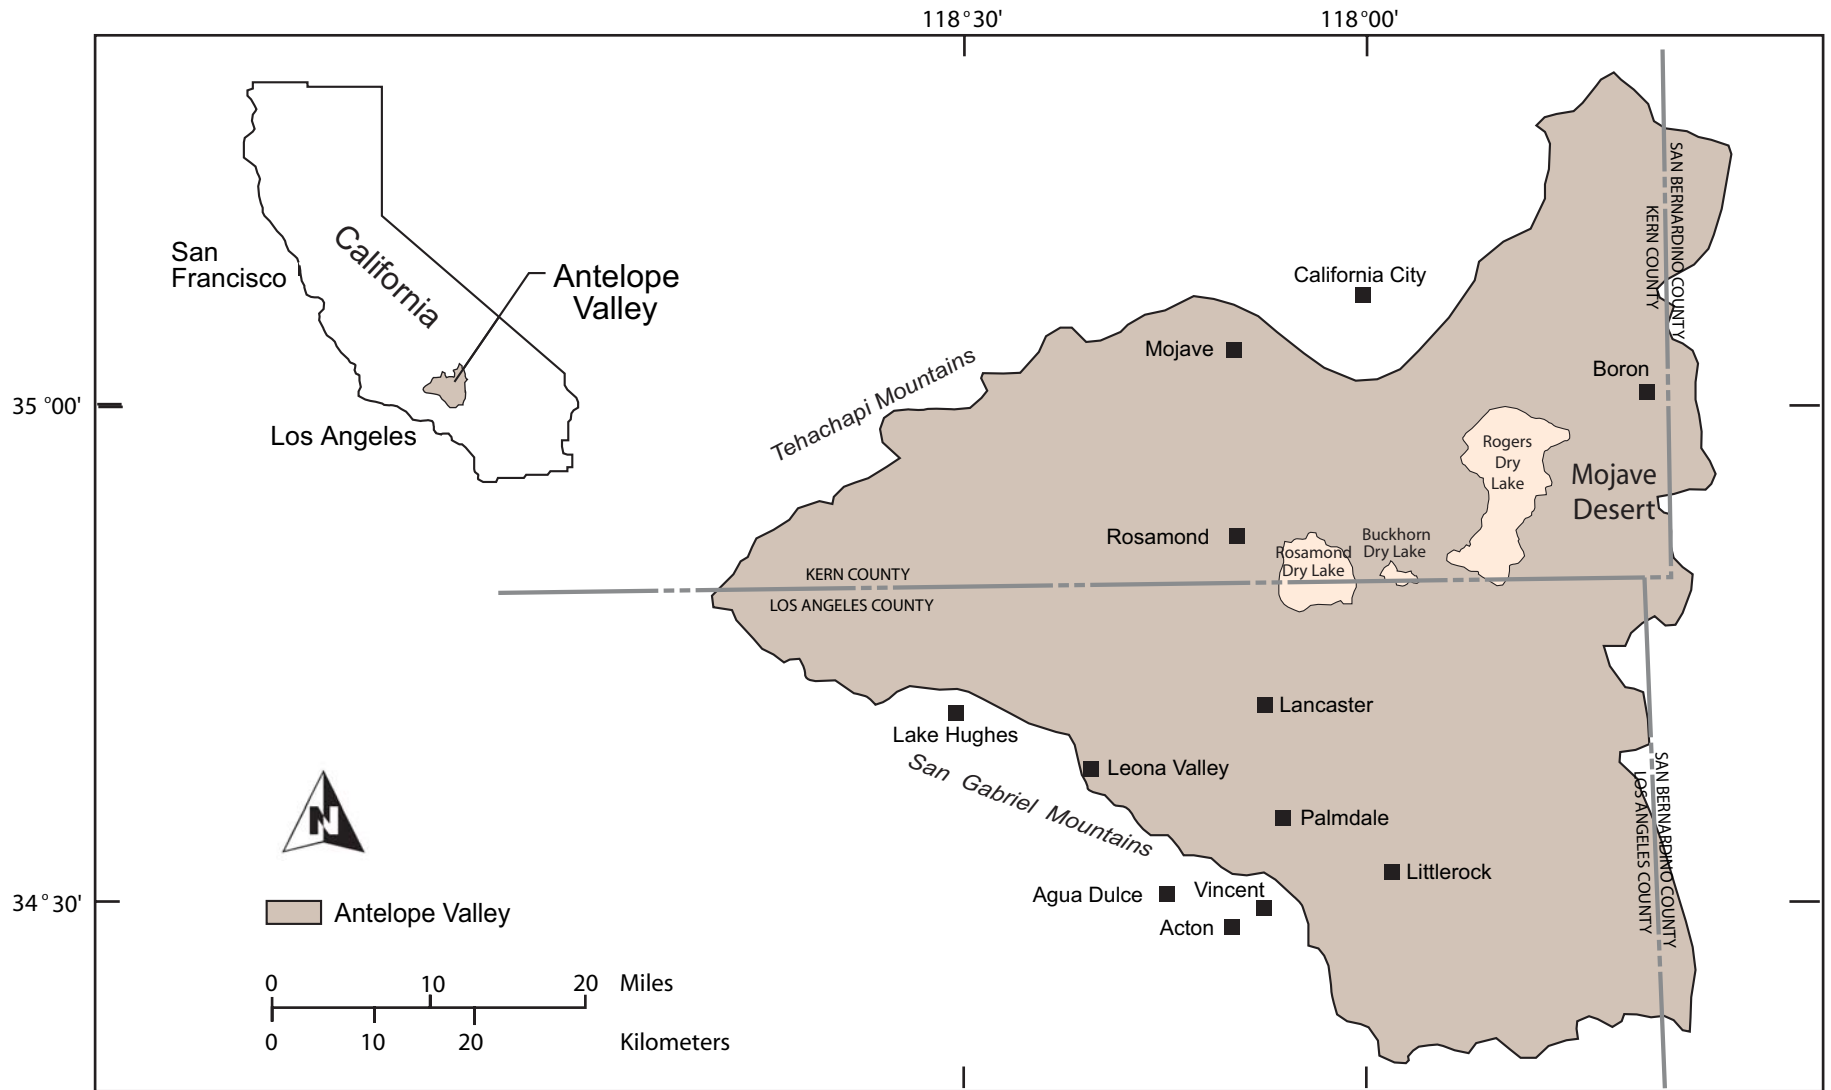 118°30'
118°00'
San
Francisco
California
Antelope
Valley
Los Angeles
35°00'
34°30'
Tehachapi Mountains
California City
Mojave
Boron
SAN BERNARDINO COUNTY
KERN COUNTY
Rogers
Dry
Lake
Mojave
Desert
Rosamond
Rosamond
Dry Lake
Buckhorn
Dry Lake
KERN COUNTY
LOS ANGELES COUNTY
Lancaster
Lake Hughes
Leona Valley
San Gabriel Mountains
Palmdale
Littlerock
Agua Dulce
Vincent
Acton
SAN BERNARDINO COUNTY
LOS ANGELES COUNTY
N
Antelope Valley
0 10 20 Miles
0 10 20 Kilometers